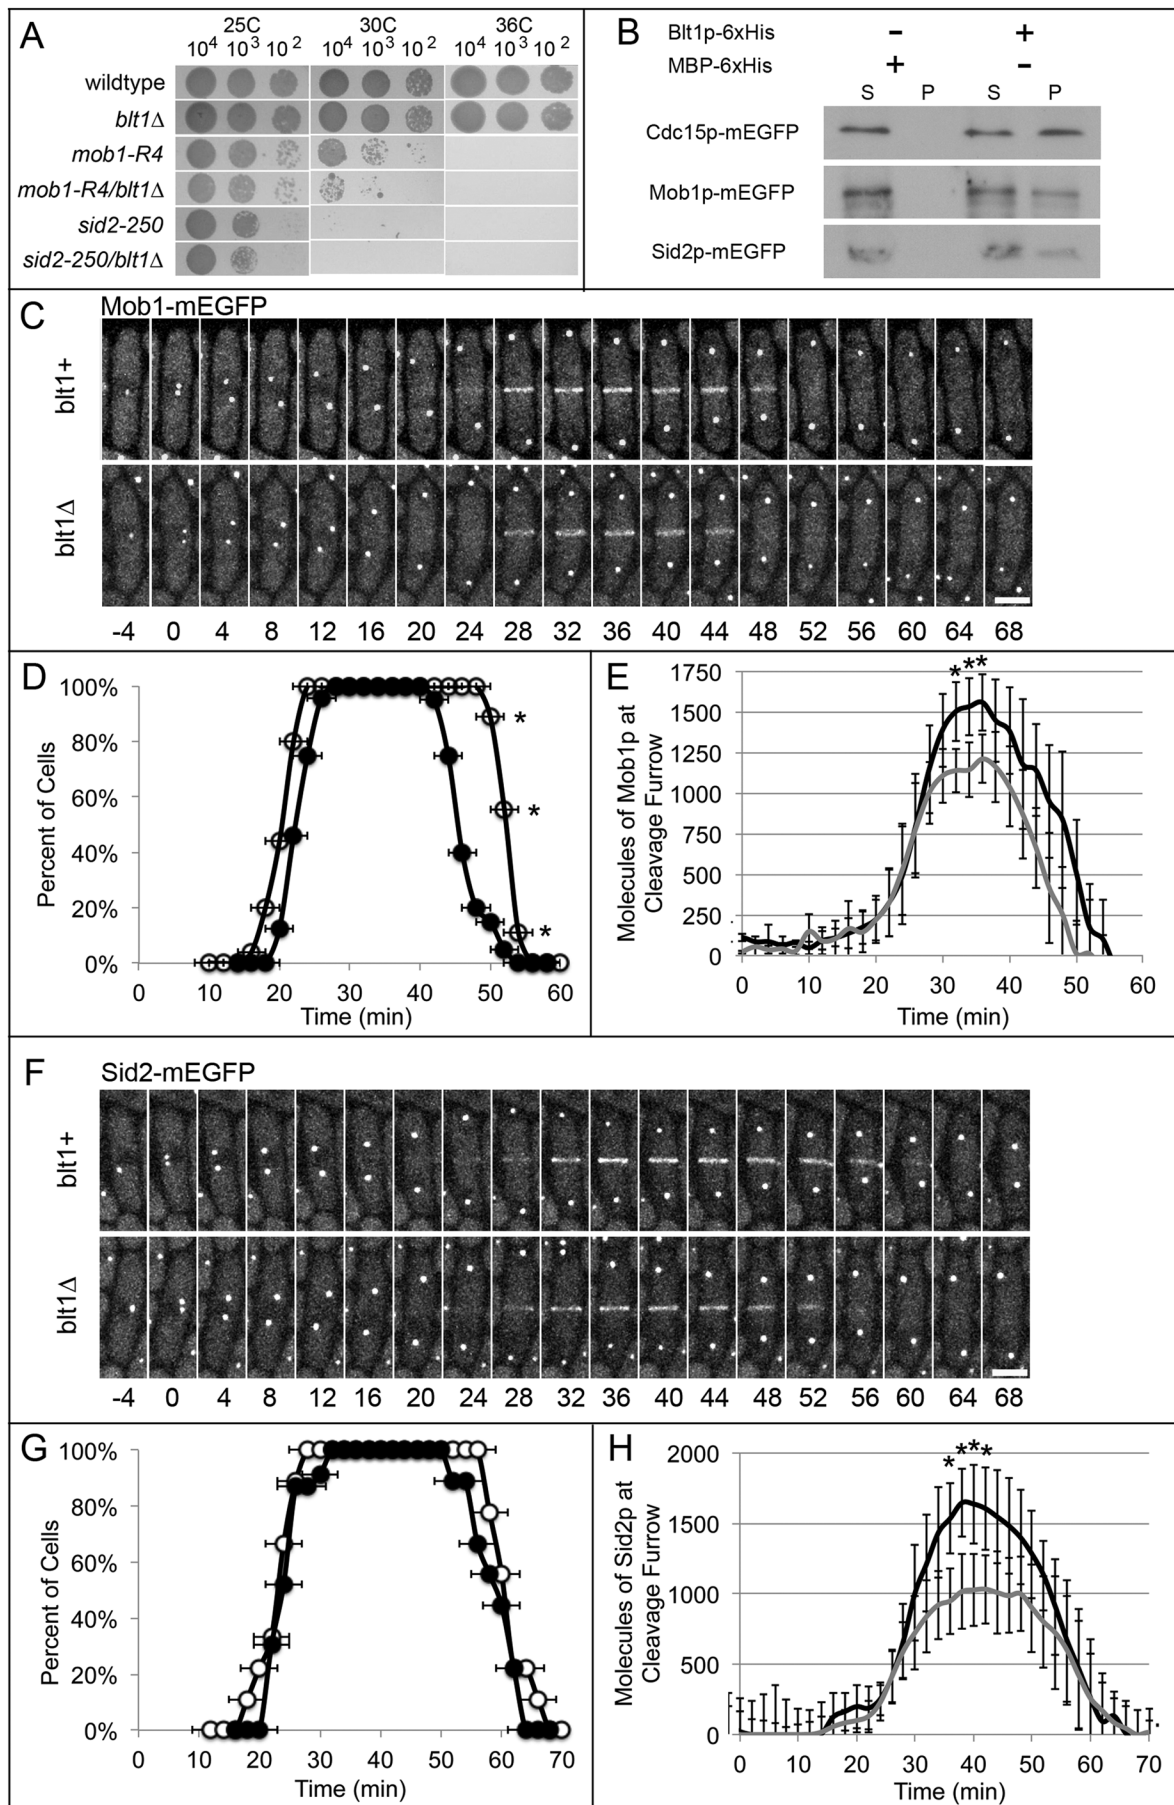 A
25C 30C 36C
10⁴ 10³ 10² 10⁴ 10³ 10² 10⁴ 10³ 10²
wildtype
blt1Δ
mob1-R4
mob1-R4/blt1Δ
sid2-250
sid2-250/blt1Δ
B
Blt1p-6xHis - +
MBP-6xHis + -
S P S P
Cdc15p-mEGFP
Mob1p-mEGFP
Sid2p-mEGFP
C
Mob1-mEGFP
blt1+
blt1Δ
-4 0 4 8 12 16 20 24 28 32 36 40 44 48 52 56 60 64 68
D
Percent of Cells
100%
80%
60%
40%
20%
0%
*
*
*
0 10 20 30 40 50 60
Time (min)
E
Molecules of Mob1p at
Cleavage Furrow
1750
1500
1250
1000
750
500
250
0
***
0 10 20 30 40 50 60
Time (min)
F
Sid2-mEGFP
blt1+
blt1Δ
-4 0 4 8 12 16 20 24 28 32 36 40 44 48 52 56 60 64 68
G
Percent of Cells
100%
80%
60%
40%
20%
0%
0 10 20 30 40 50 60 70
Time (min)
H
Molecules of Sid2p at
Cleavage Furrow
2000
1500
1000
500
0
****
0 10 20 30 40 50 60 70
Time (min)